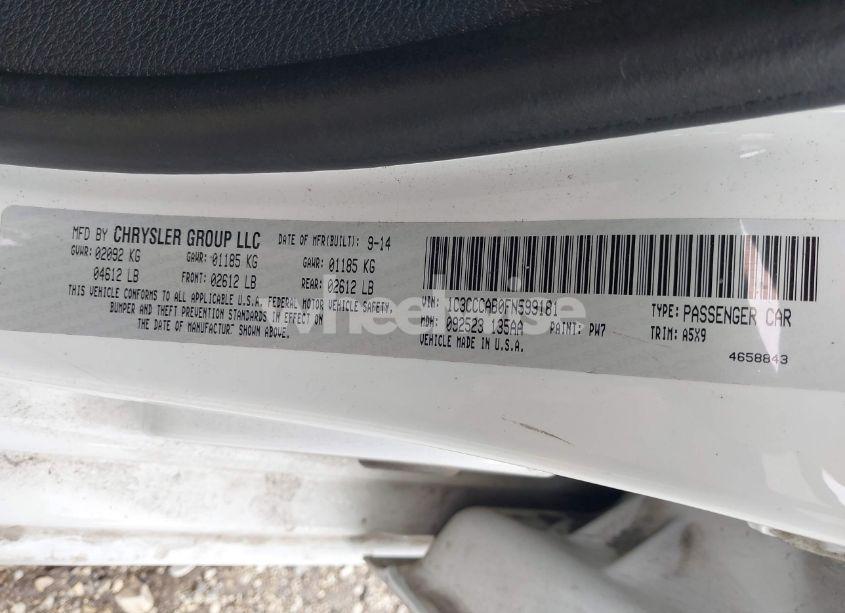 MFD BY CHRYSLER GROUP LLC DATE OF MFR(BUILT): 9-14
GVWR: 02092 KG GAWR: 01185 KG GAWR: 01185 KG
04612 LB FRONT: 02612 LB REAR: 02612 LB
THIS VEHICLE CONFORMS TO ALL APPLICABLE U.S.A. FEDERAL MOTOR VEHICLE SAFETY,
BUMPER AND THEFT PREVENTION STANDARDS IN EFFECT ON
THE DATE OF MANUFACTURE SHOWN ABOVE.
VIN: 1C3CCCAB0FN599181 TYPE: PASSENGER CAR
MDH: 092523 135AA PAINT: PW7 TRIM: A5X9
VEHICLE MADE IN U.S.A.
4658843